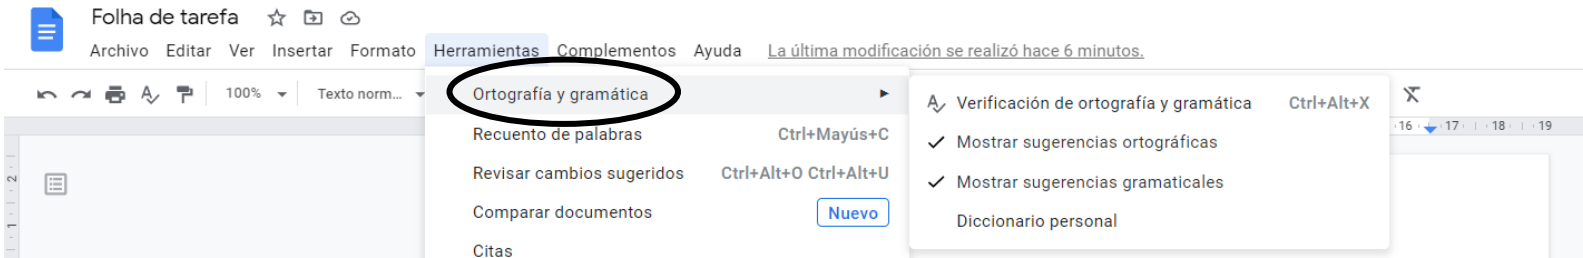 Folha de tarefa
Archivo Editar Ver Insertar Formato Herramientas Complementos Ayuda La última modificación se realizó hace 6 minutos.
100% Texto norm...
Ortografía y gramática
Recuento de palabras Ctrl+Mayús+C
Revisar cambios sugeridos Ctrl+Alt+O Ctrl+Alt+U
Comparar documentos Nuevo
Citas
Verificación de ortografía y gramática Ctrl+Alt+X
Mostrar sugerencias ortográficas
Mostrar sugerencias gramaticales
Diccionario personal
16 17 18 19
2
1